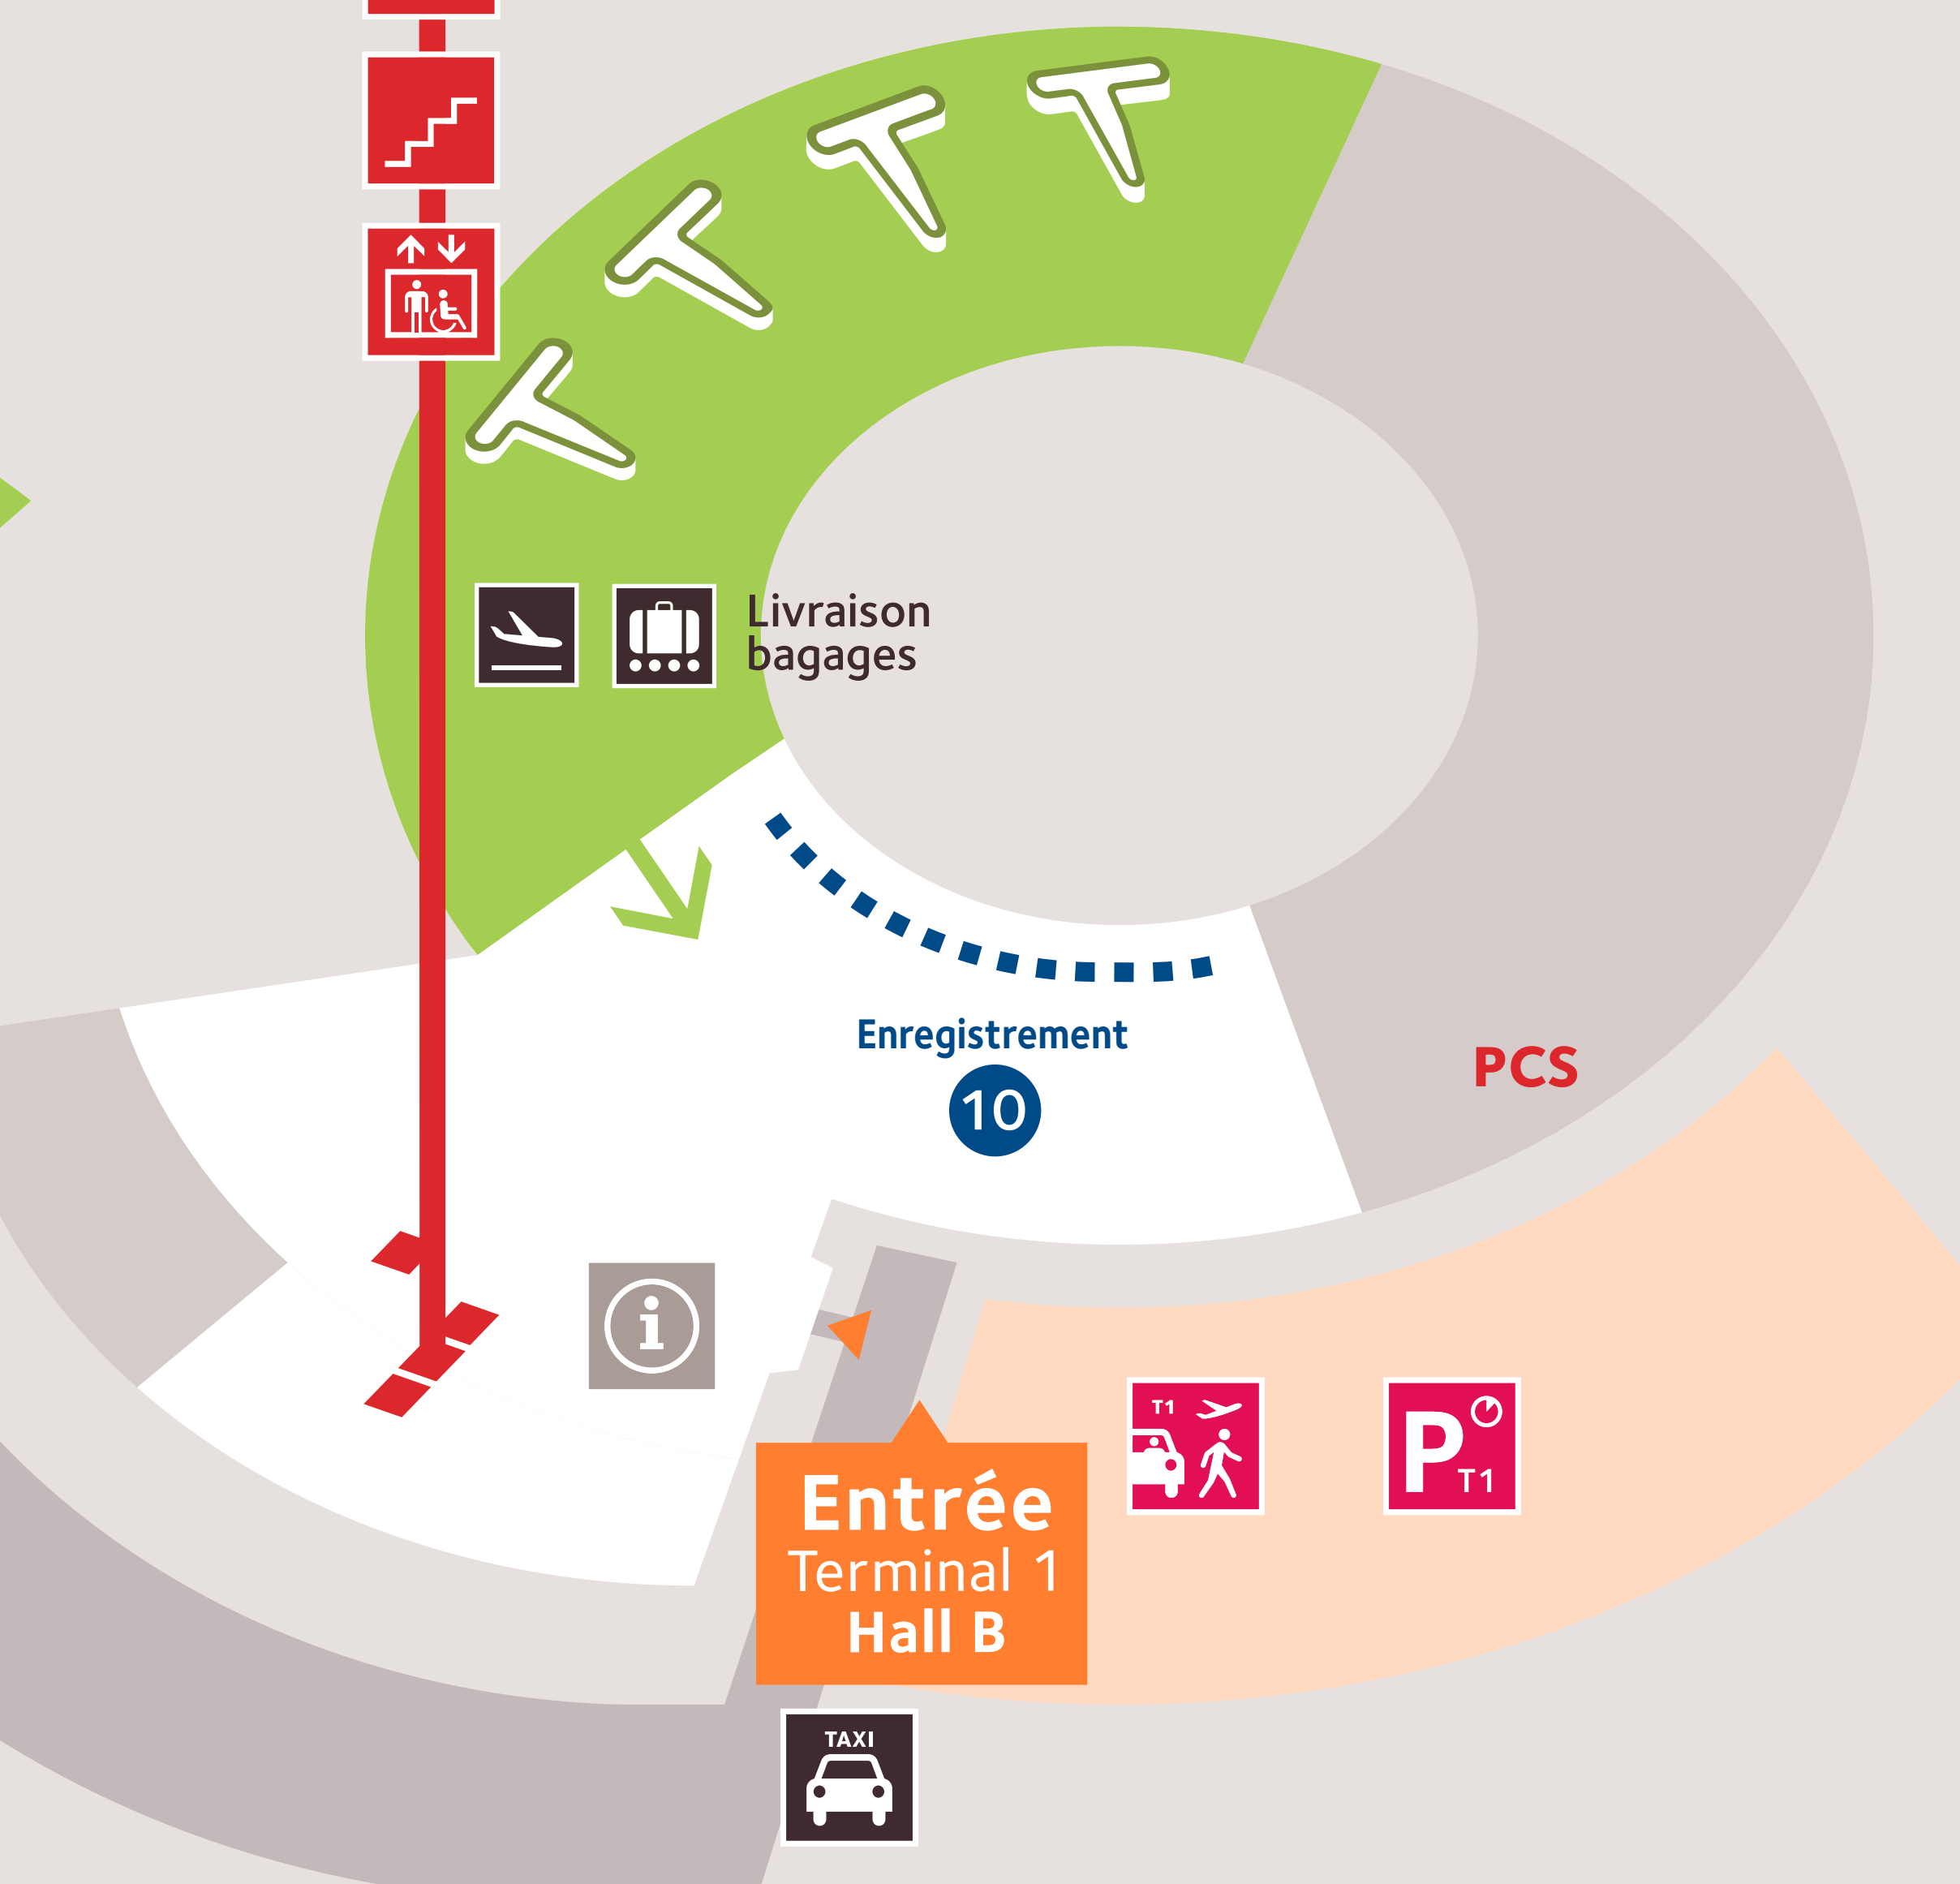 Livraison
bagages
Enregistrement
10
PCS
i
T1
P
T1
Entrée
Terminal 1
Hall B
TAXI